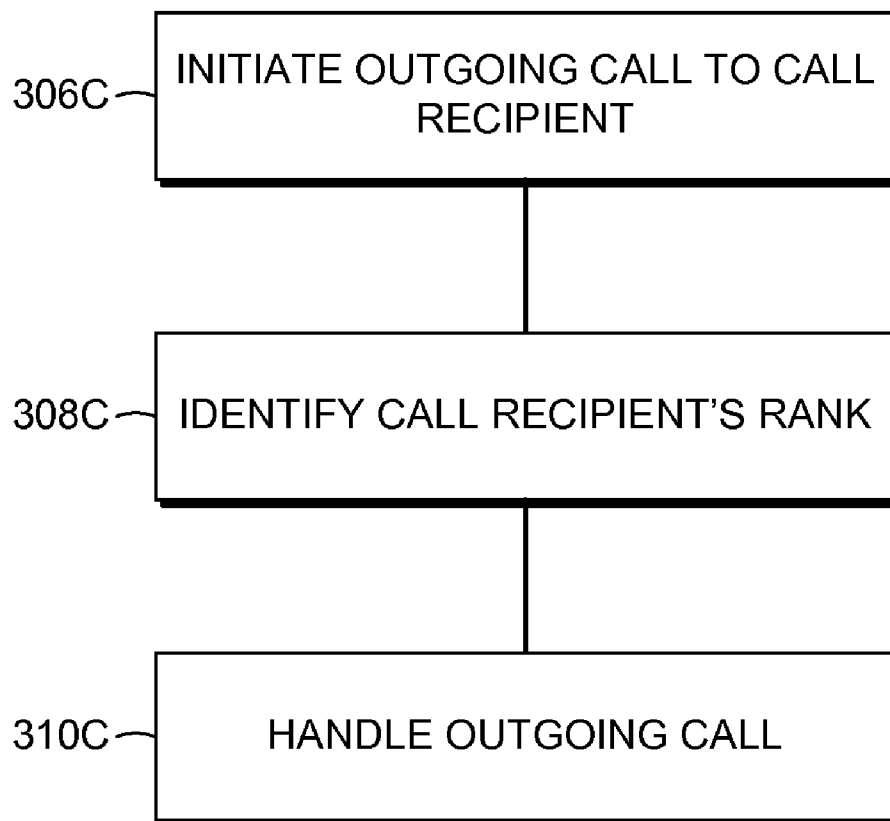 306C
INITIATE OUTGOING CALL TO CALL
RECIPIENT
308C
IDENTIFY CALL RECIPIENT'S RANK
310C
HANDLE OUTGOING CALL